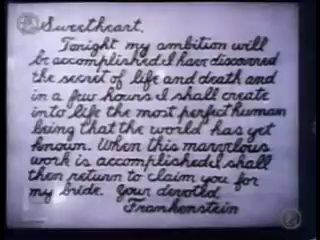 Sweetheart,
Tonight my ambition will
be accomplished. I have discovered
the secret of life and death and
in a few hours I shall create
into life the most perfect human
being that the world has yet
known. When this marvelous
work is accomplished I shall
then return to claim you for
my bride. Your devoted,
Frankenstein